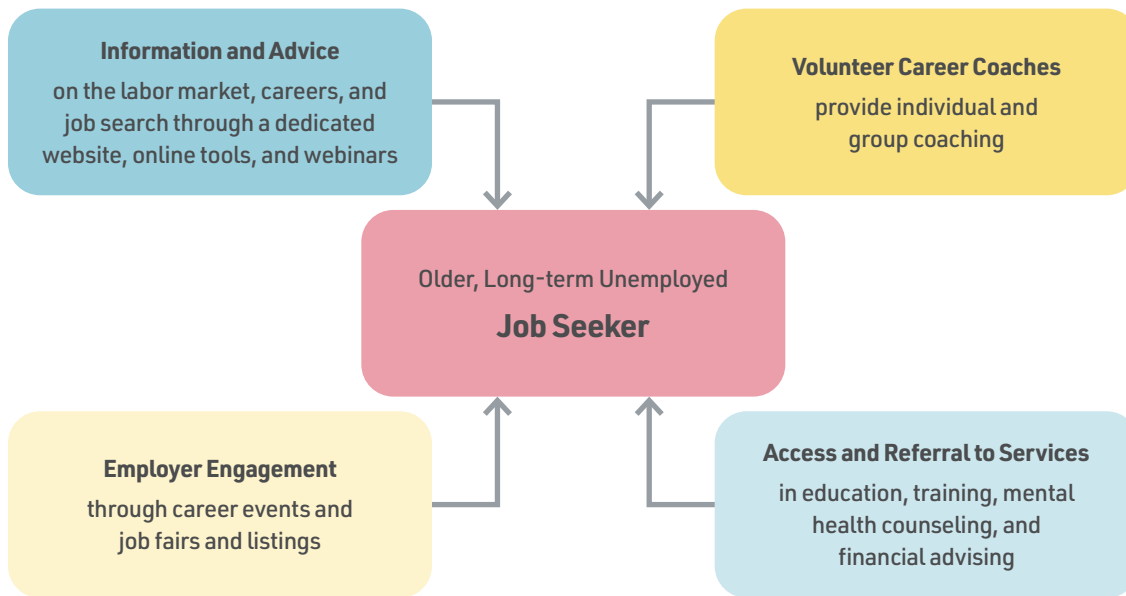 Information and Advice
on the labor market, careers, and
job search through a dedicated
website, online tools, and webinars
Volunteer Career Coaches
provide individual and
group coaching
Older, Long-term Unemployed
Job Seeker
Employer Engagement
through career events and
job fairs and listings
Access and Referral to Services
in education, training, mental
health counseling, and
financial advising